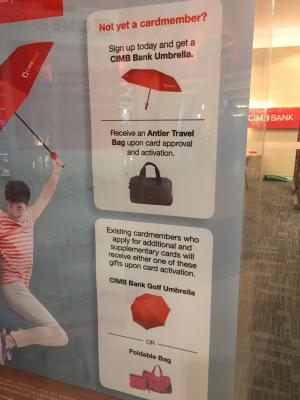 Not yet a cardmember?
Sign up today and get a
CIMB Bank Umbrella.
Receive an Antler Travel
Bag upon card approval
and activation.
Existing cardmembers who
apply for additional and
supplementary cards will
receive either one of these
gifts upon card activation.
CIMB Bank Golf Umbrella
OR
Foldable Bag
CIMB BANK